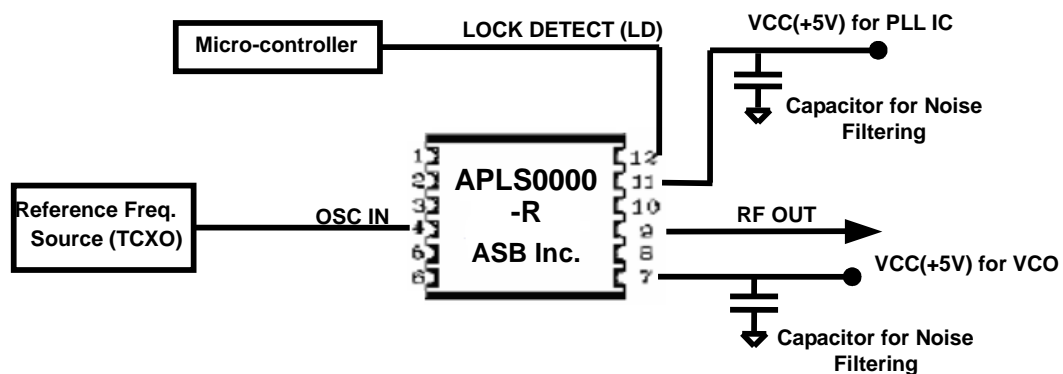 VCC(+5V) for PLL IC
LOCK DETECT (LD)
Micro-controller
Capacitor for Noise
Filtering
1
2
3
4
5
6
APLS0000
-R
ASB Inc.
12
11
10
9
8
7
Reference Freq.
Source (TCXO)
OSC IN
RF OUT
VCC(+5V) for VCO
Capacitor for Noise
Filtering